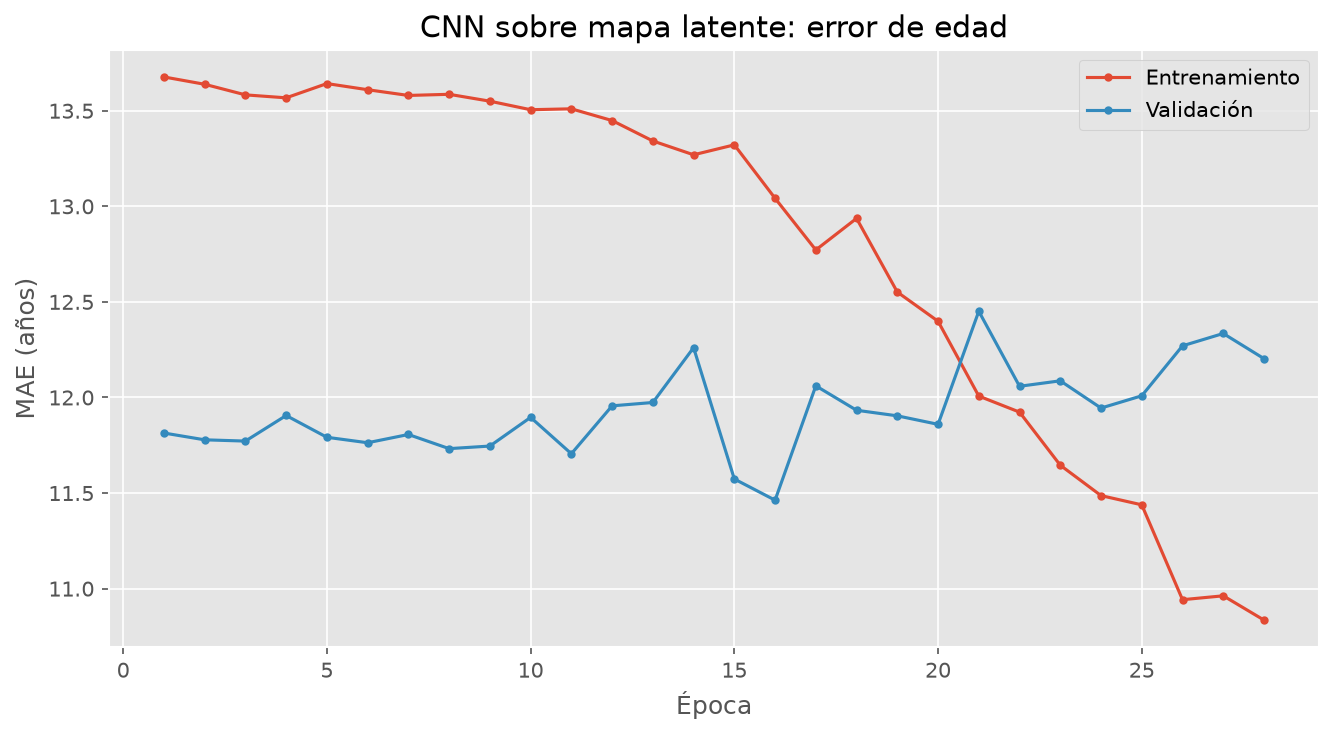 CNN sobre mapa latente: error de edad
Entrenamiento
Validación
MAE (años)
13.5
13.0
12.5
12.0
11.5
11.0
0
5
10
15
20
25
Época